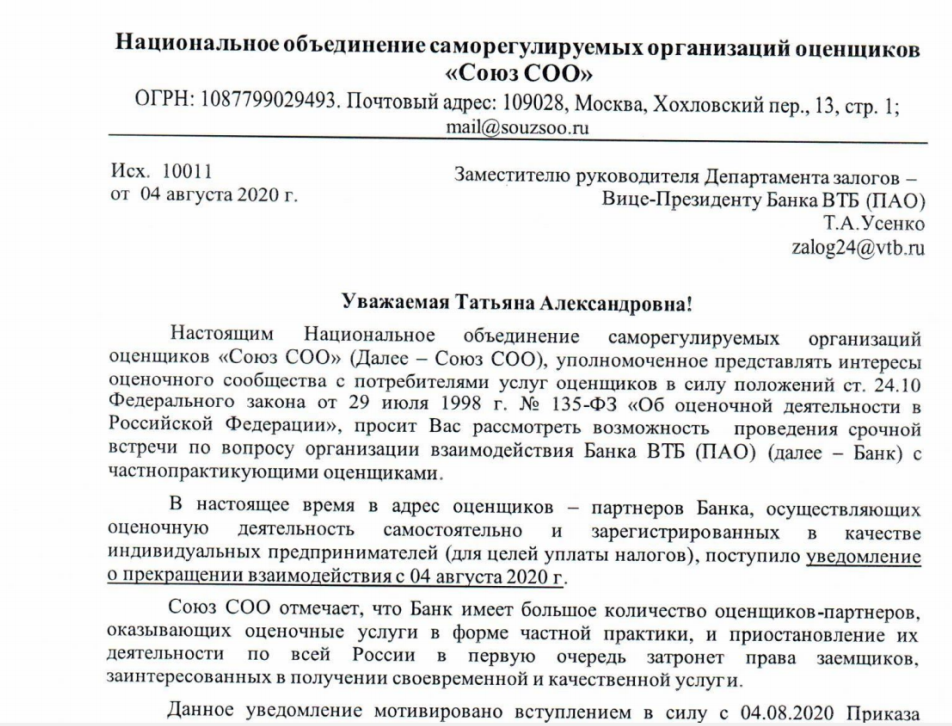 Национальное объединение саморегулируемых организаций оценщиков
«Союз СОО»
ОГРН: 1087799029493. Почтовый адрес: 109028, Москва, Хохловский пер., 13, стр. 1;
mail@souzsoo.ru
Исх. 10011
от 04 августа 2020 г.
Заместителю руководителя Департамента залогов –
Вице-Президенту Банка ВТБ (ПАО)
Т.А.Усенко
zalog24@vtb.ru
Уважаемая Татьяна Александровна!
Настоящим Национальное объединение саморегулируемых организаций
оценщиков «Союз СОО» (Далее – Союз СОО), уполномоченное представлять интересы
оценочного сообщества с потребителями услуг оценщиков в силу положений ст. 24.10
Федерального закона от 29 июля 1998 г. № 135-ФЗ «Об оценочной деятельности в
Российской Федерации», просит Вас рассмотреть возможность проведения срочной
встречи по вопросу организации взаимодействия Банка ВТБ (ПАО) (далее – Банк) с
частнопрактикующими оценщиками.
В настоящее время в адрес оценщиков – партнеров Банка, осуществляющих
оценочную деятельность самостоятельно и зарегистрированных в качестве
индивидуальных предпринимателей (для целей уплаты налогов), поступило уведомление
о прекращении взаимодействия с 04 августа 2020 г.
Союз СОО отмечает, что Банк имеет большое количество оценщиков-партнеров,
оказывающих оценочные услуги в форме частной практики, и приостановление их
деятельности по всей России в первую очередь затронет права заемщиков,
заинтересованных в получении своевременной и качественной услуги.
Данное уведомление мотивировано вступлением в силу с 04.08.2020 Приказа